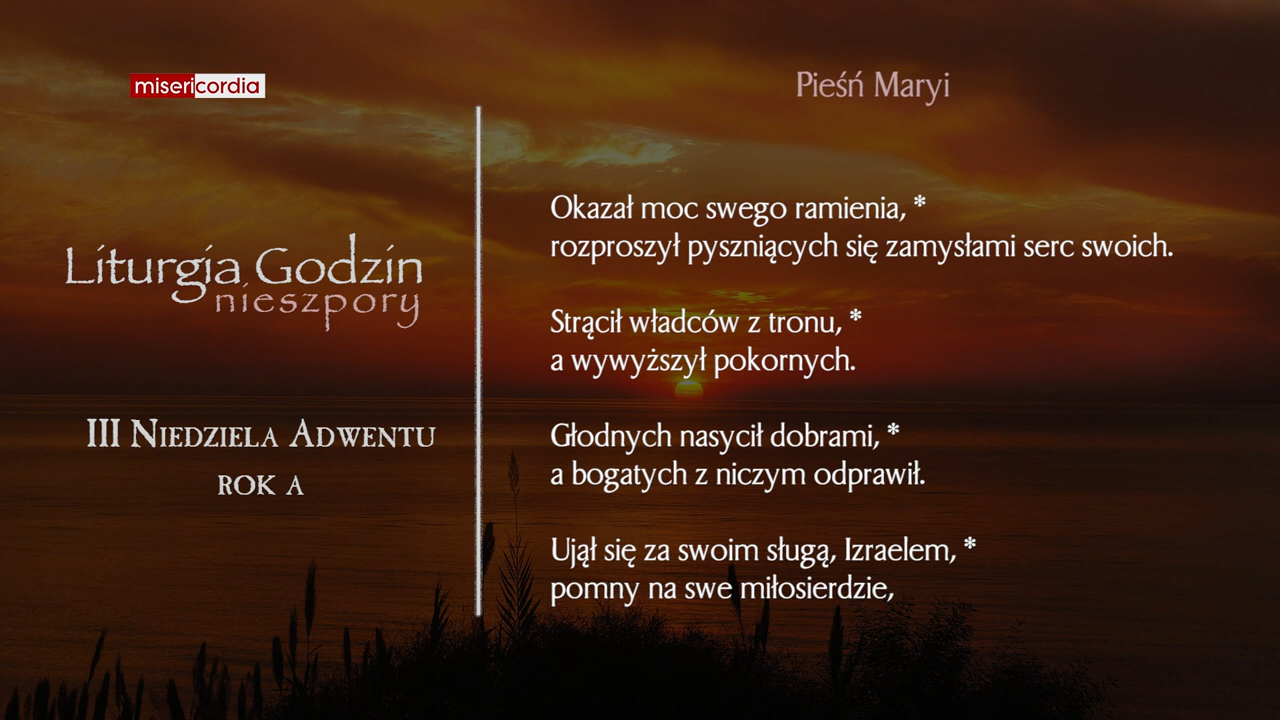 misericordia
Pieśń Maryi
Liturgia Godzin
nieszpory
III Niedziela Adwentu
rok A
Okazał moc swego ramienia, *
rozproszył pyszniących się zamysłami serc swoich.
Strącił władców z tronu, *
a wywyższył pokornych.
Głodnych nasycił dobrami, *
a bogatych z niczym odprawił.
Ujął się za swoim sługą, Izraelem, *
pomny na swe miłosierdzie,